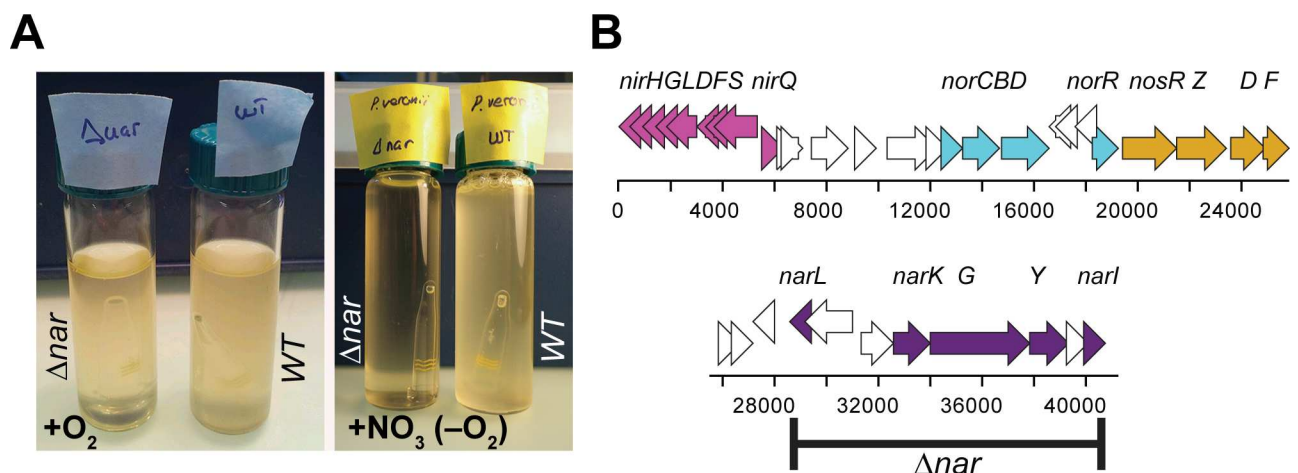 A
Δnar
WT
P.veronii
Δnar
P.veronii
WT
Δnar
WT
+O₂
Δnar
WT
+NO₃ (–O₂)
B
nirHGLDFS nirQ norCBD norR nosR Z D F
0 4000 8000 12000 16000 20000 24000
narL narK G Y narI
28000 32000 36000 40000
Δnar